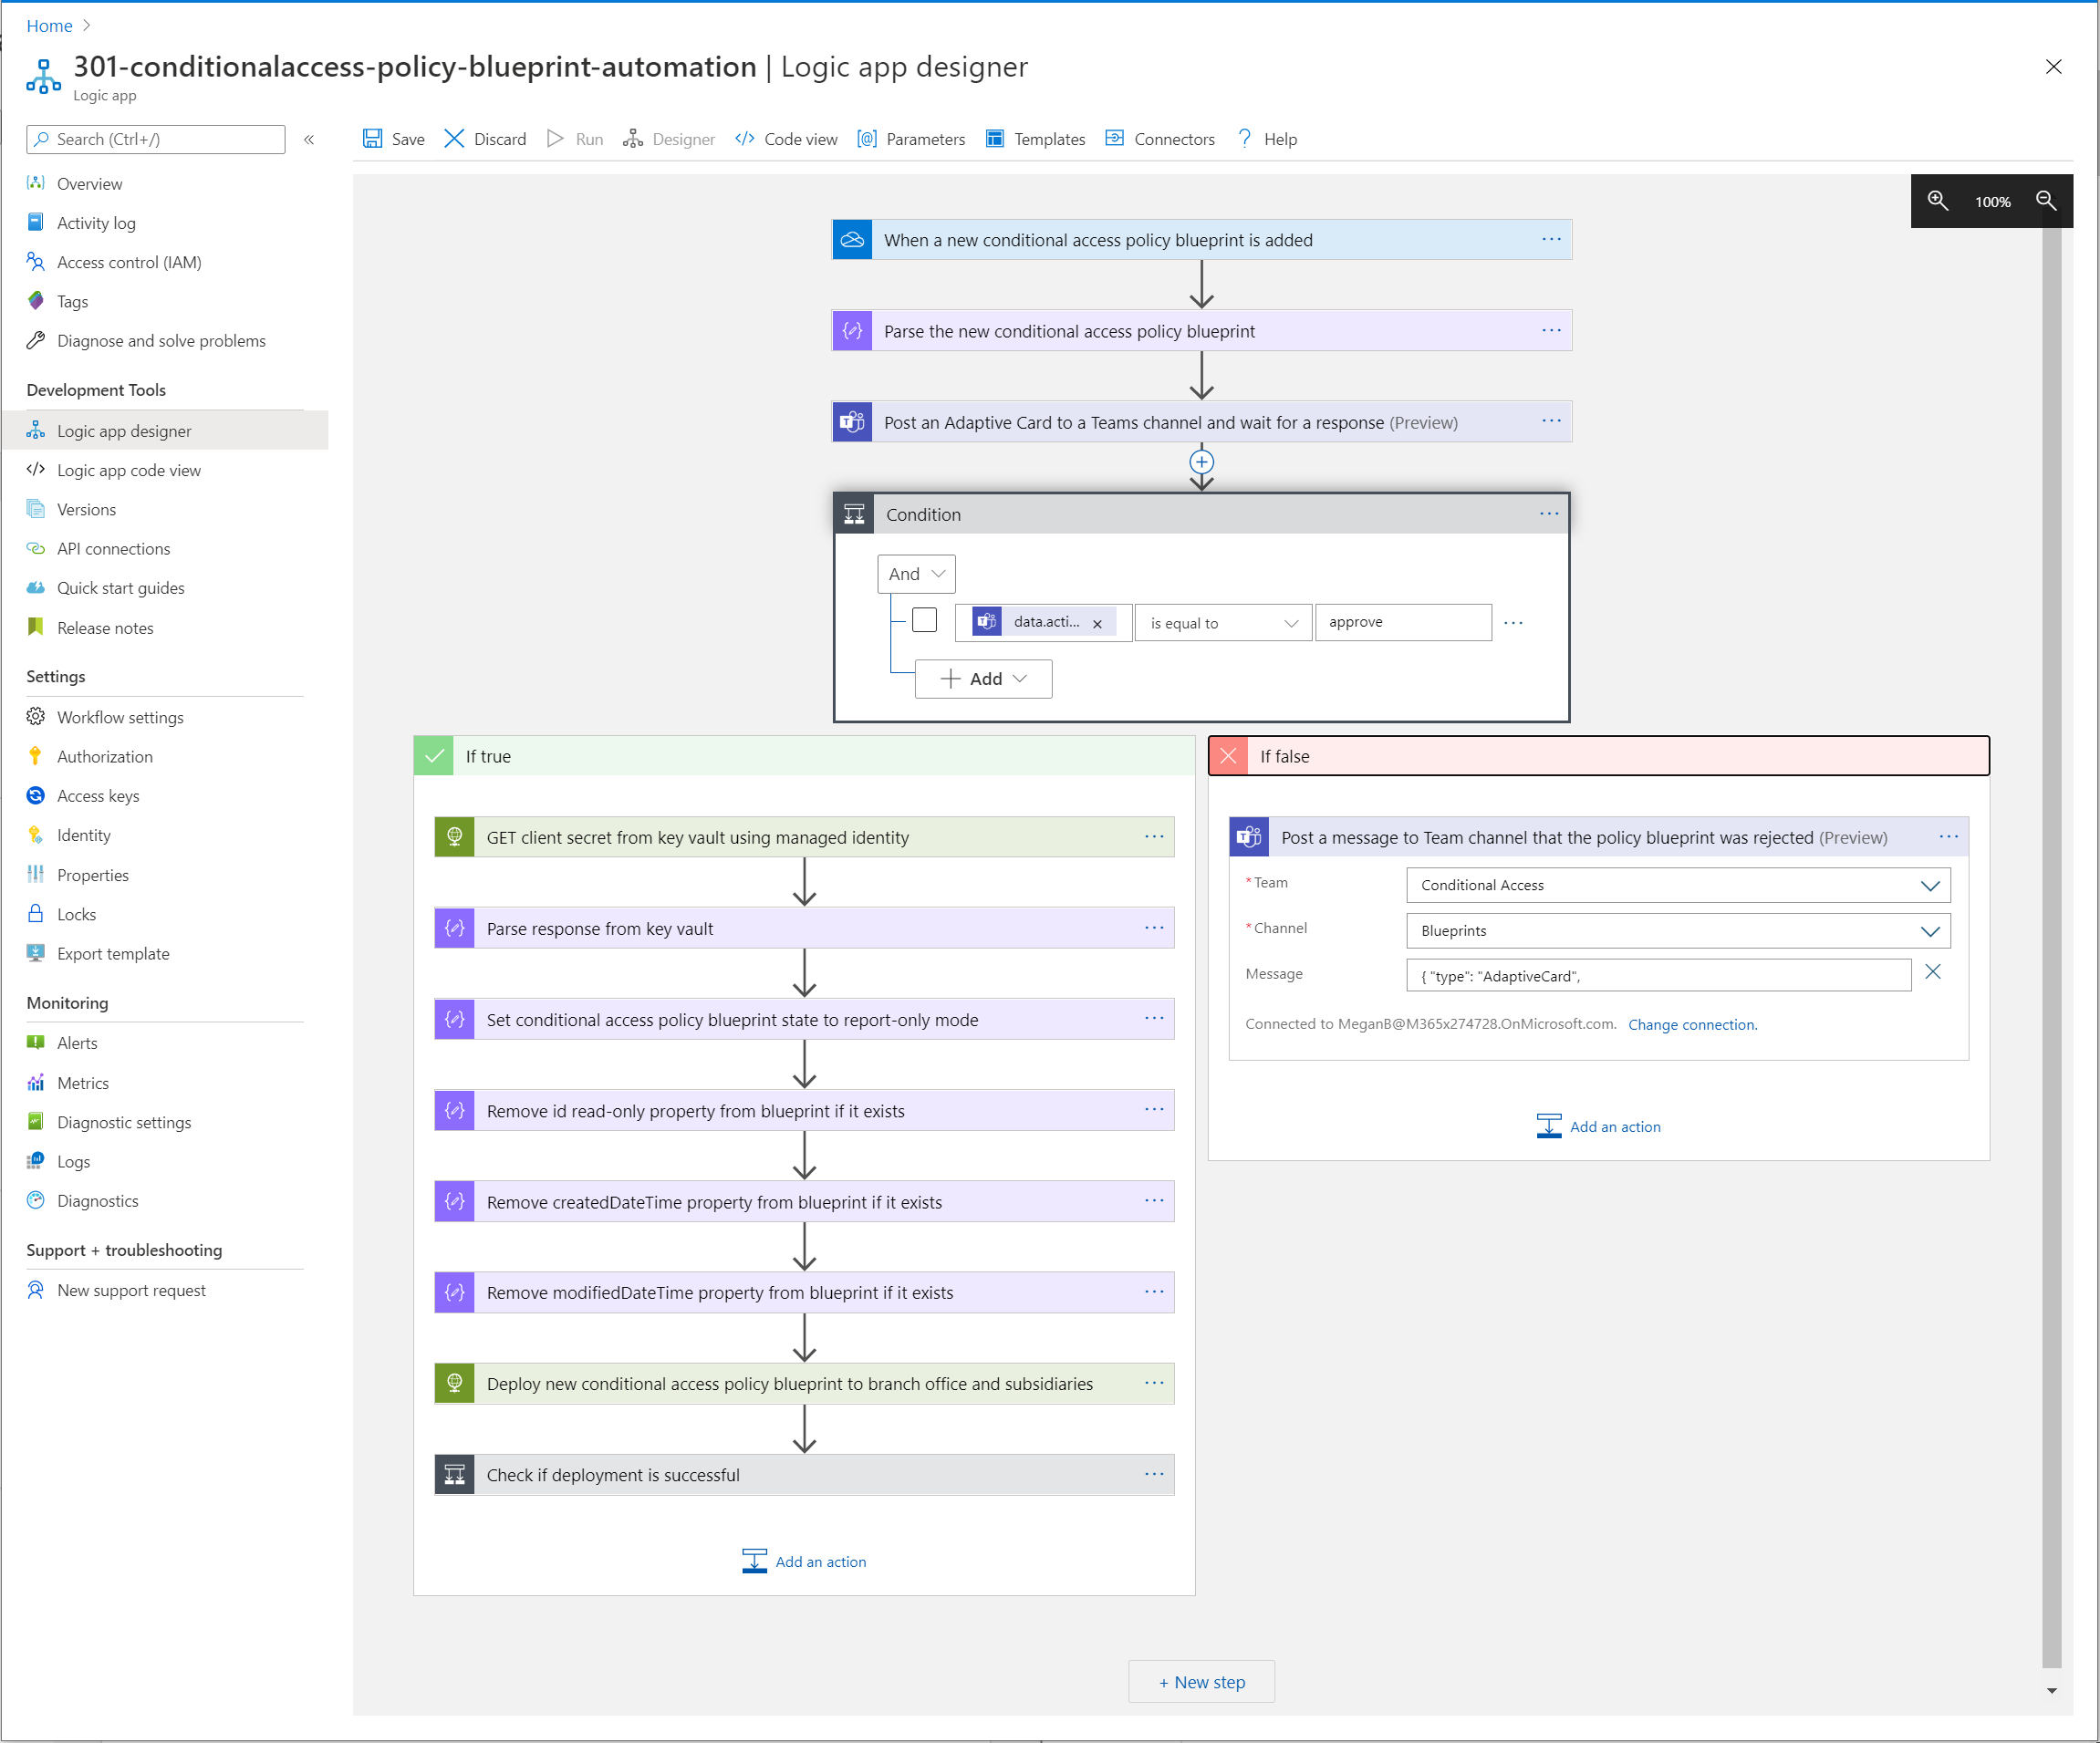 Home
301-conditionalaccess-policy-blueprint-automation | Logic app designer
Logic app
Search (Ctrl+/)
«
Save
Discard
Run
Designer
Code view
Parameters
Templates
Connectors
? Help
Overview
Activity log
Access control (IAM)
Tags
Diagnose and solve problems
Development Tools
Logic app designer
Logic app code view
Versions
API connections
Quick start guides
Release notes
Settings
Workflow settings
Authorization
Access keys
Identity
Properties
Locks
Export template
Monitoring
Alerts
Metrics
Diagnostic settings
Logs
Diagnostics
Support + troubleshooting
New support request
100%
When a new conditional access policy blueprint is added
Parse the new conditional access policy blueprint
Post an Adaptive Card to a Teams channel and wait for a response (Preview)
Condition
And
data.acti...
is equal to
approve
Add
If true
GET client secret from key vault using managed identity
Parse response from key vault
Set conditional access policy blueprint state to report-only mode
Remove id read-only property from blueprint if it exists
Remove createdDateTime property from blueprint if it exists
Remove modifiedDateTime property from blueprint if it exists
Deploy new conditional access policy blueprint to branch office and subsidiaries
Check if deployment is successful
Add an action
If false
Post a message to Team channel that the policy blueprint was rejected (Preview)
* Team
Conditional Access
* Channel
Blueprints
Message
{ "type": "AdaptiveCard",
Connected to MeganB@M365x274728.OnMicrosoft.com. Change connection.
Add an action
+ New step